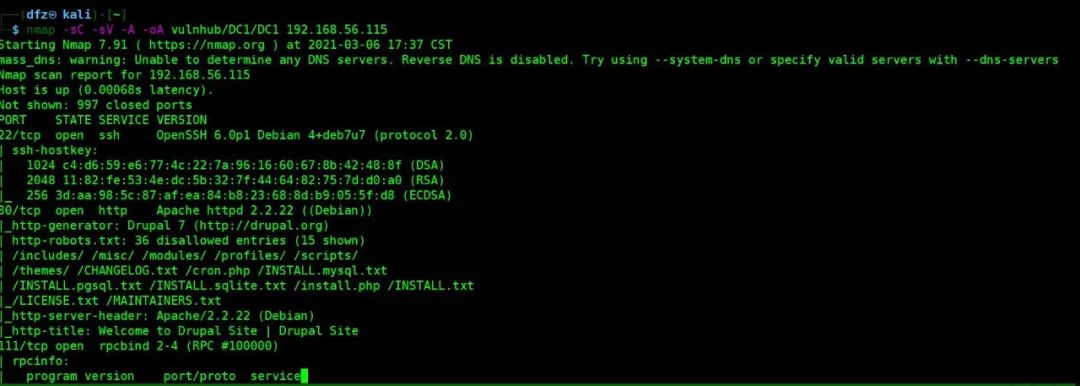 (dfz㉿kali)-[~]
$ nmap -sC -sV -A -oA vulnhub/DC1/DC1 192.168.56.115
Starting Nmap 7.91 ( https://nmap.org ) at 2021-03-06 17:37 CST
mass_dns: warning: Unable to determine any DNS servers. Reverse DNS is disabled. Try using --system-dns or specify valid servers with --dns-servers
Nmap scan report for 192.168.56.115
Host is up (0.00068s latency).
Not shown: 997 closed ports
PORT    STATE SERVICE VERSION
22/tcp  open  ssh     OpenSSH 6.0p1 Debian 4+deb7u7 (protocol 2.0)
| ssh-hostkey:
|   1024 c4:d6:59:e6:77:4c:22:7a:96:16:60:67:8b:42:48:8f (DSA)
|   2048 11:82:fe:53:4e:dc:5b:32:7f:44:64:82:75:7d:d0:a0 (RSA)
|_  256 3d:aa:98:5c:87:af:ea:84:b8:23:68:8d:b9:05:5f:d8 (ECDSA)
80/tcp  open  http    Apache httpd 2.2.22 ((Debian))
|_http-generator: Drupal 7 (http://drupal.org)
| http-robots.txt: 36 disallowed entries (15 shown)
| /includes/ /misc/ /modules/ /profiles/ /scripts/
| /themes/ /CHANGELOG.txt /cron.php /INSTALL.mysql.txt
| /INSTALL.pgsql.txt /INSTALL.sqlite.txt /install.php /INSTALL.txt
|_/LICENSE.txt /MAINTAINERS.txt
|_http-server-header: Apache/2.2.22 (Debian)
|_http-title: Welcome to Drupal Site | Drupal Site
111/tcp open  rpcbind 2-4 (RPC #100000)
| rpcinfo:
|   program version    port/proto  service